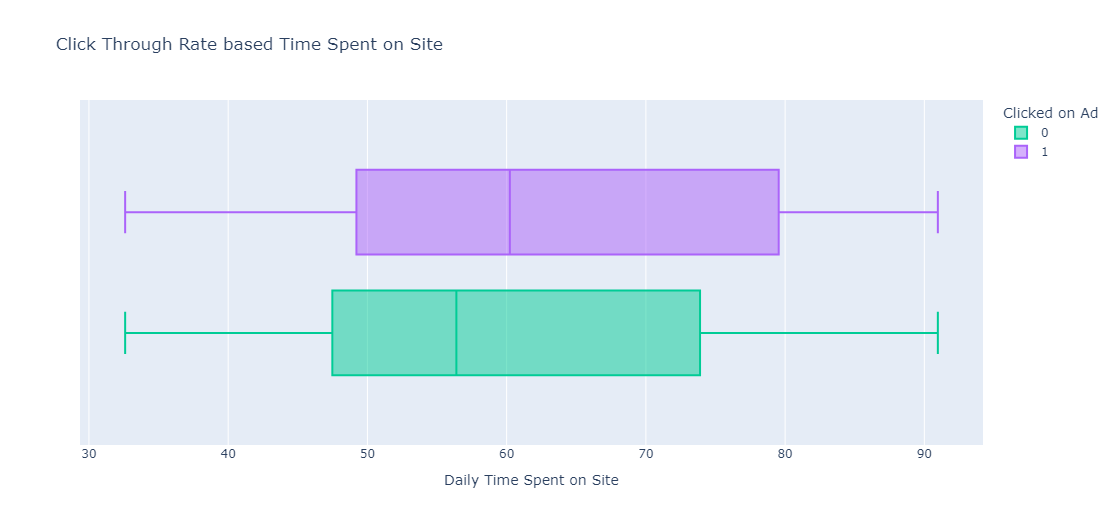 Click Through Rate based Time Spent on Site
Clicked on Ad
0
1
30 40 50 60 70 80 90
Daily Time Spent on Site